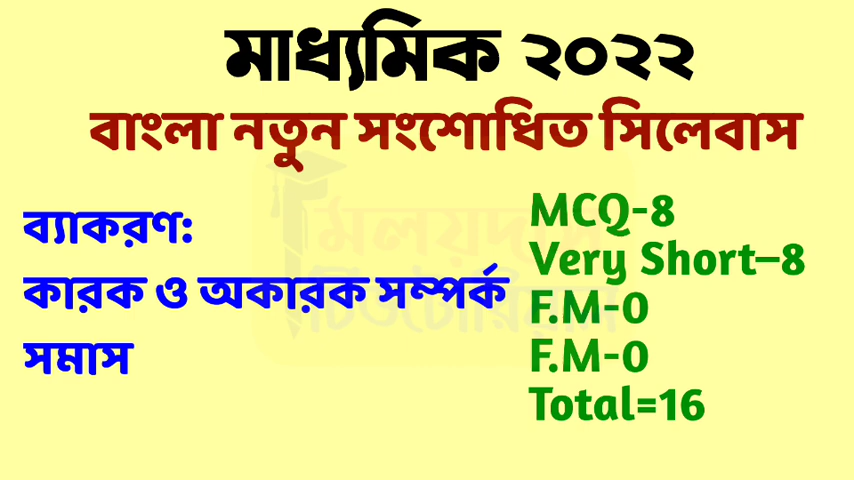 মাধ্যমিক ২০২২
বাংলা নতুন সংশোধিত সিলেবাস
ব্যাকরণ:
কারক ও অকারক সম্পর্ক
সমাস
MCQ-8
Very Short–8
F.M-0
F.M-0
Total=16